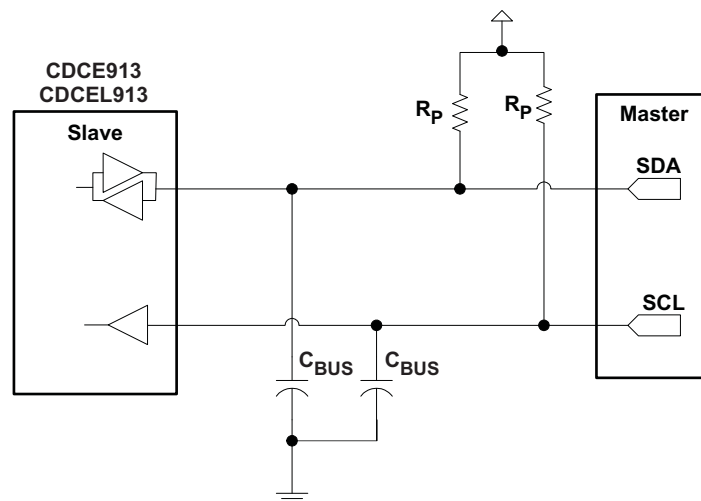 CDCE913
CDCEL913
Slave
RP
RP
Master
SDA
SCL
CBUS
CBUS